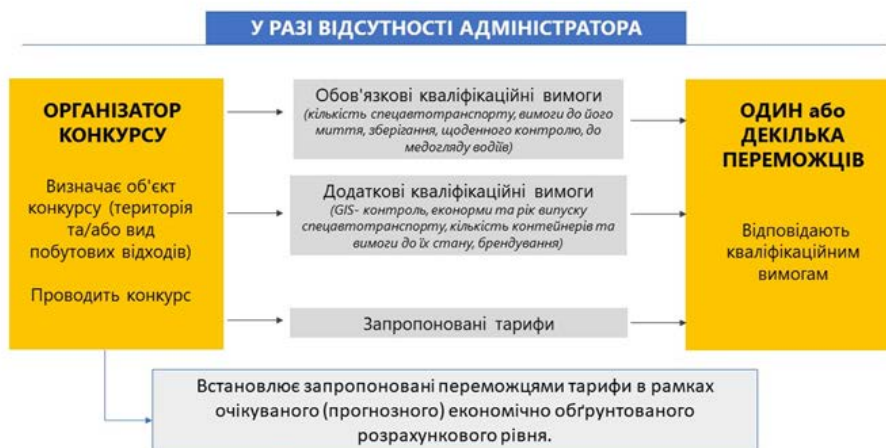 У РАЗІ ВІДСУТНОСТІ АДМІНІСТРАТОРА
ОРГАНІЗАТОР
КОНКУРСУ
Визначає об'єкт
конкурсу (територія
та/або вид
побутових відходів)
Проводить конкурс
Обов'язкові кваліфікаційні вимоги
(кількість спецавтотранспорту, вимоги до його
миття, зберігання, щоденного контролю, до
медогляду водіїв)
Додаткові кваліфікаційні вимоги
(GIS- контроль, еконорми та рік випуску
спецавтотранспорту, кількість контейнерів та
вимоги до їх стану, брендування)
Запропоновані тарифи
ОДИН або
ДЕКІЛЬКА
ПЕРЕМОЖЦІВ
Відповідають
кваліфікаційним
вимогам
Встановлює запропоновані переможцями тарифи в рамках
очікуваного (прогнозного) економічно обґрунтованого
розрахункового рівня.